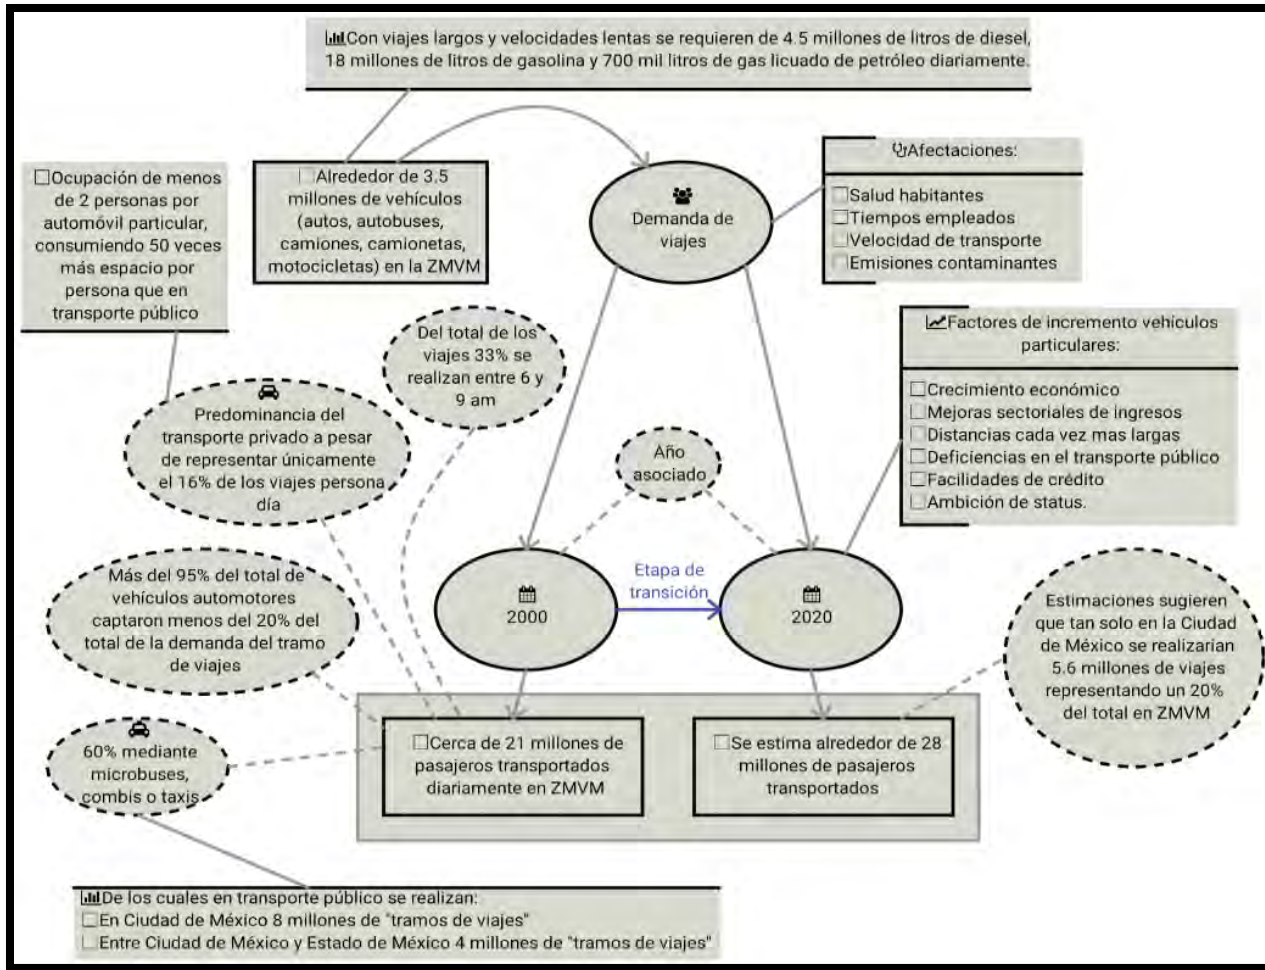 Con viajes largos y velocidades lentas se requieren de 4.5 millones de litros de diesel,
18 millones de litros de gasolina y 700 mil litros de gas licuado de petróleo diariamente.
Ocupación de menos
de 2 personas por
automóvil particular,
consumiendo 50 veces
más espacio por
persona que en
transporte público
Alrededor de 3.5
millones de vehículos
(autos, autobuses,
camiones, camionetas,
motocicletas) en la ZMVM
Demanda de
viajes
Afectaciones:
Salud habitantes
Tiempos empleados
Velocidad de transporte
Emisiones contaminantes
Del total de los
viajes 33% se
realizan entre 6 y
9 am
Factores de incremento vehículos
particulares:
Crecimiento económico
Mejoras sectoriales de ingresos
Distancias cada vez mas largas
Deficiencias en el transporte público
Facilidades de crédito
Ambición de status.
Predominancia del
transporte privado a pesar
de representar únicamente
el 16% de los viajes persona
día
Año
asociado
Más del 95% del total de
vehículos automotores
captaron menos del 20% del
total de la demanda del tramo
de viajes
2000
Etapa de
transición
2020
Estimaciones sugieren
que tan solo en la Ciudad
de México se realizarían
5.6 millones de viajes
representando un 20%
del total en ZMVM
60% mediante
microbuses,
combis o taxis
Cerca de 21 millones de
pasajeros transportados
diariamente en ZMVM
Se estima alrededor de 28
millones de pasajeros
transportados
De los cuales en transporte público se realizan:
En Ciudad de México 8 millones de "tramos de viajes"
Entre Ciudad de México y Estado de México 4 millones de "tramos de viajes"